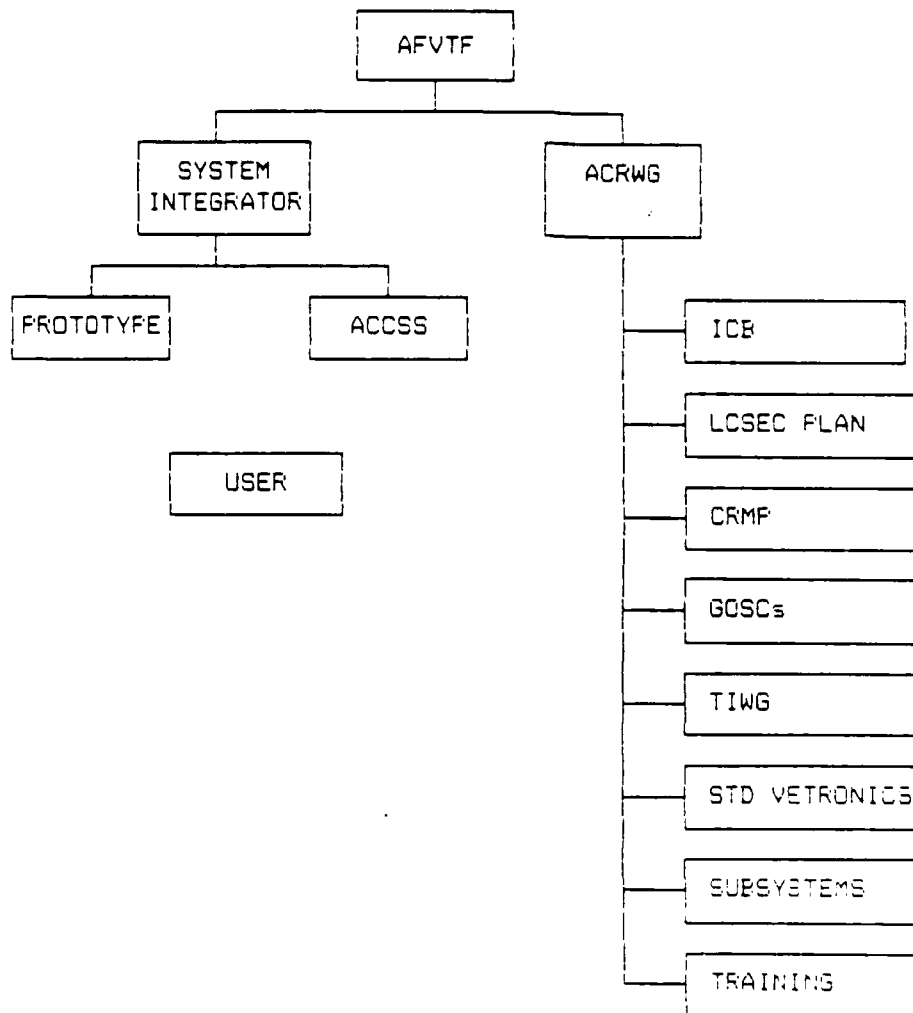 AFVTF
SYSTEM
INTEGRATOR
ACRWG
PROTOTYPE
ACCSS
USER
ICB
LCSEC PLAN
CRMP
GOSCs
TIWG
STD VETRONICS
SUBSYSTEMS
TRAINING